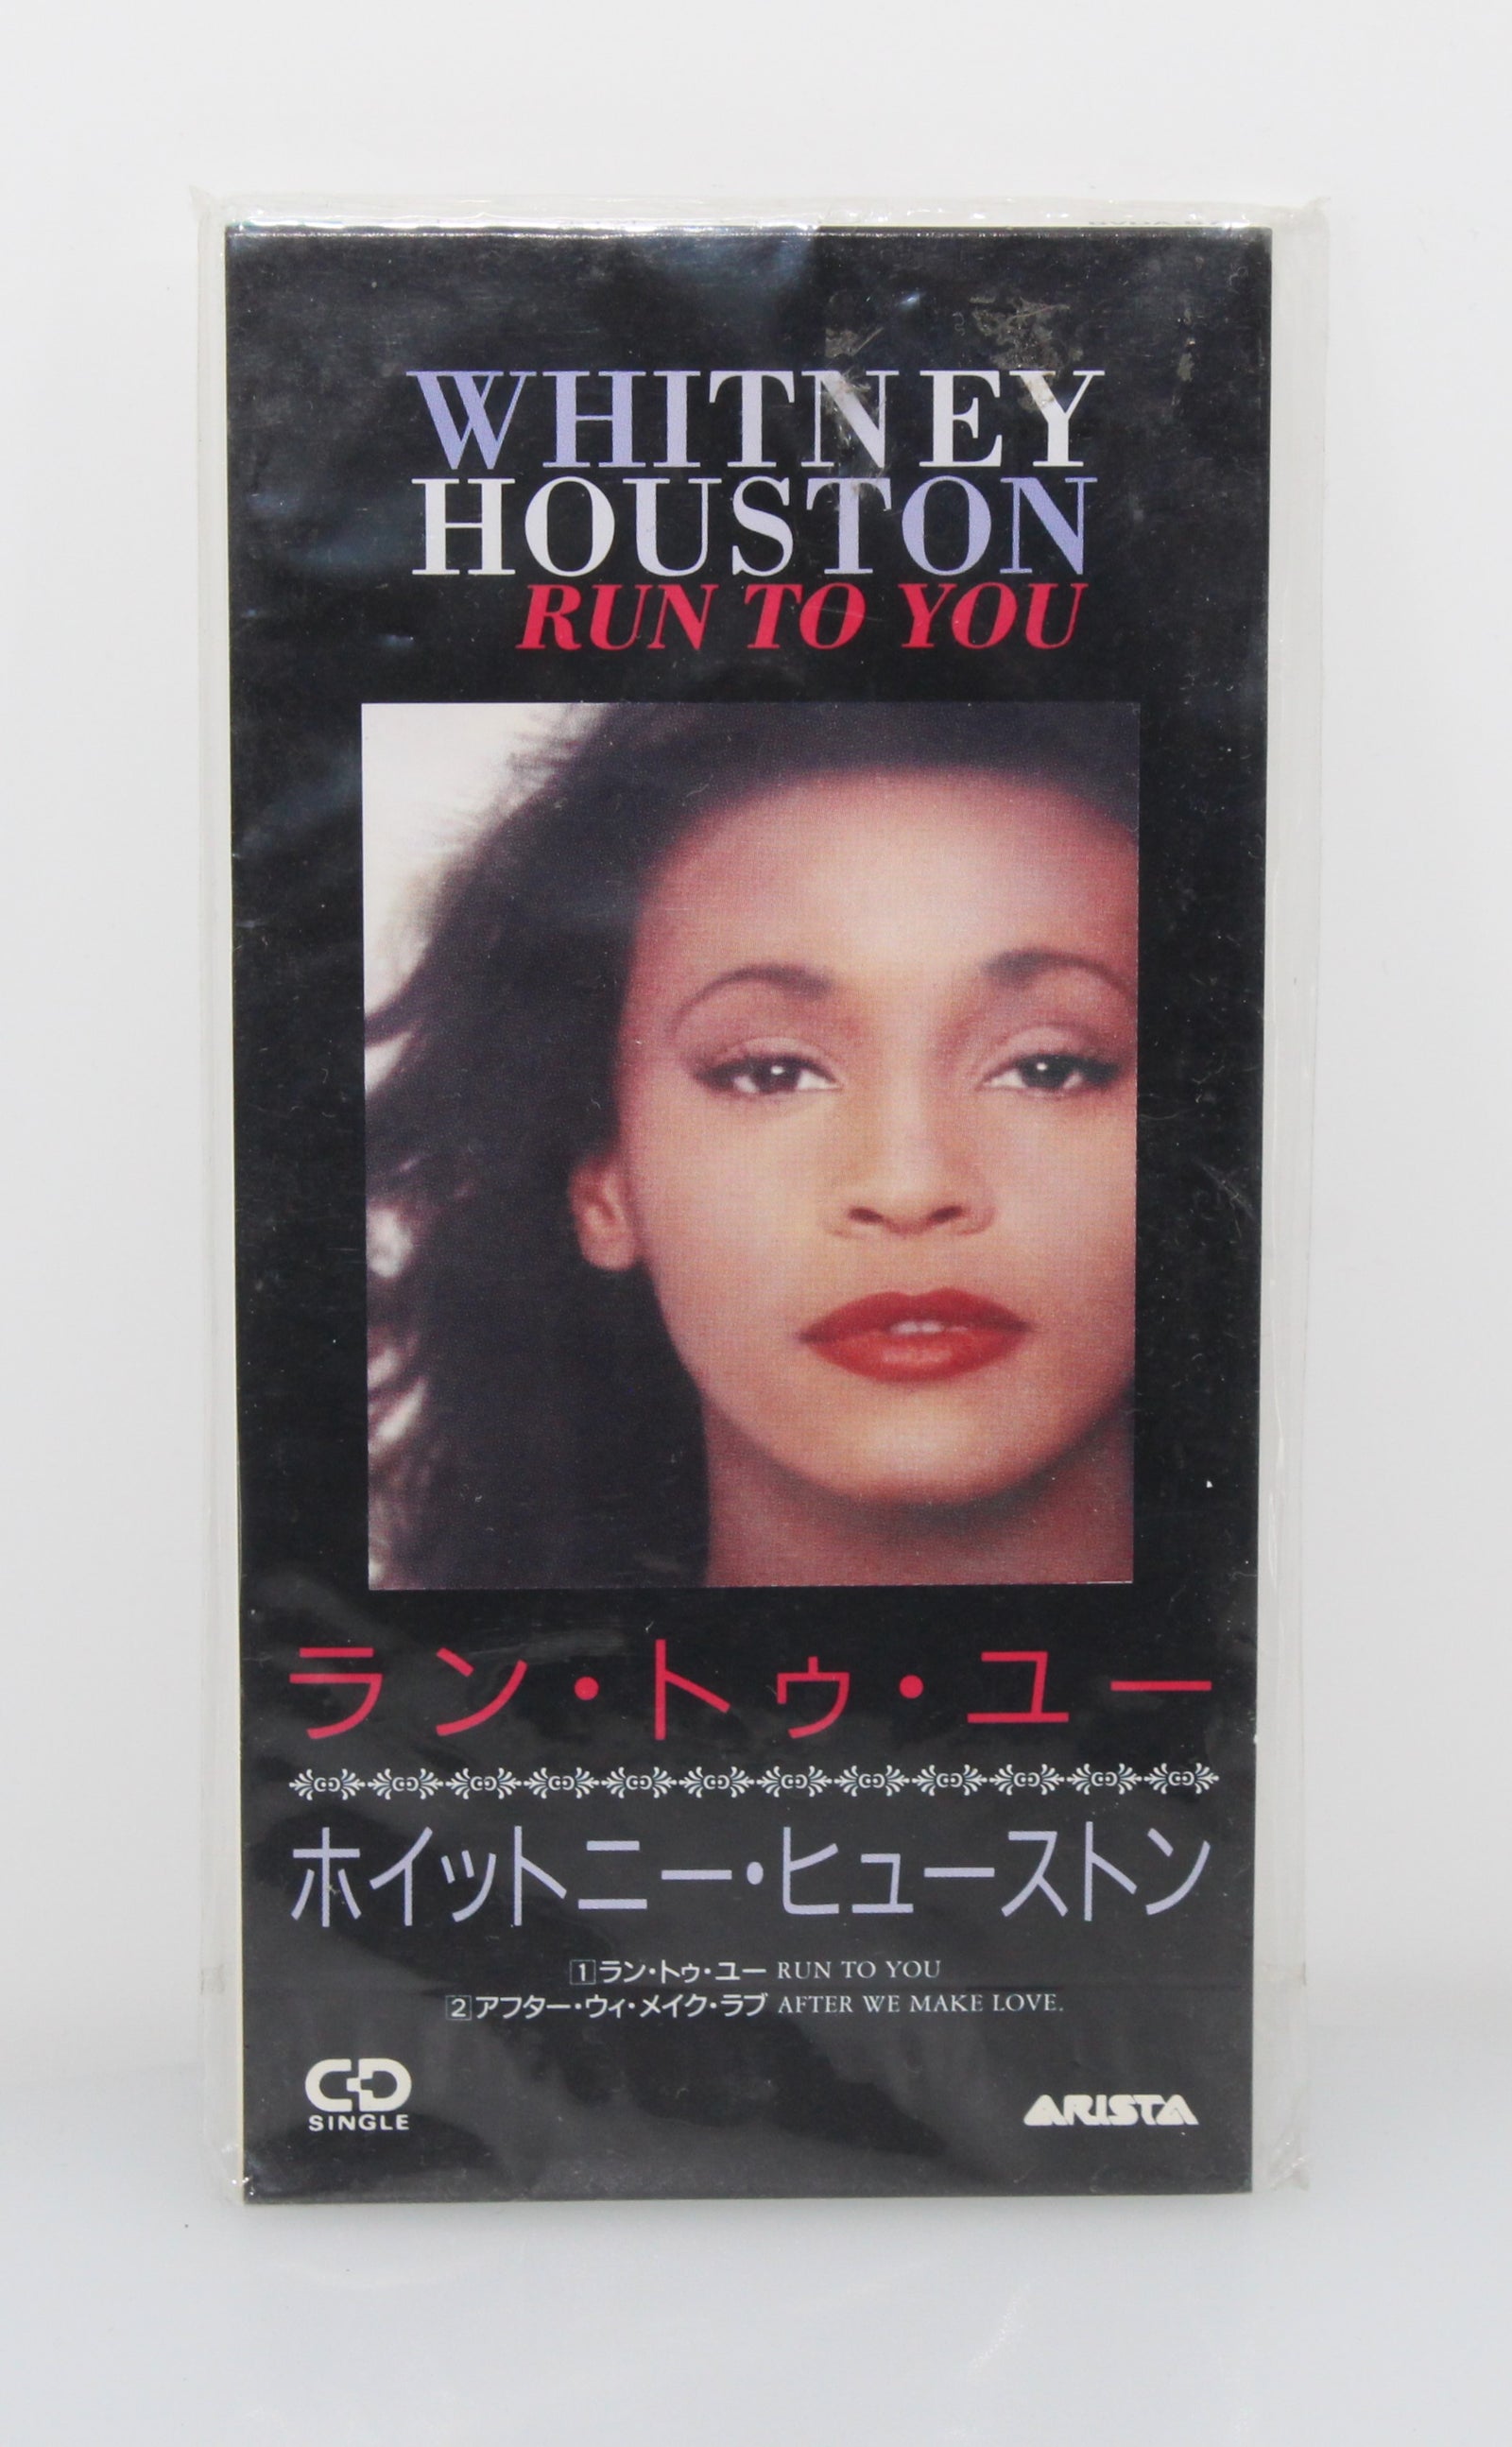 WHITNEY
HOUSTON
RUN TO YOU
ラン・トゥ・ユー
ホイットニー・ヒューストン
1 ラン・トゥ・ユー RUN TO YOU
2 アフター・ウィ・メイク・ラブ AFTER WE MAKE LOVE.
CD
SINGLE
ARISTA